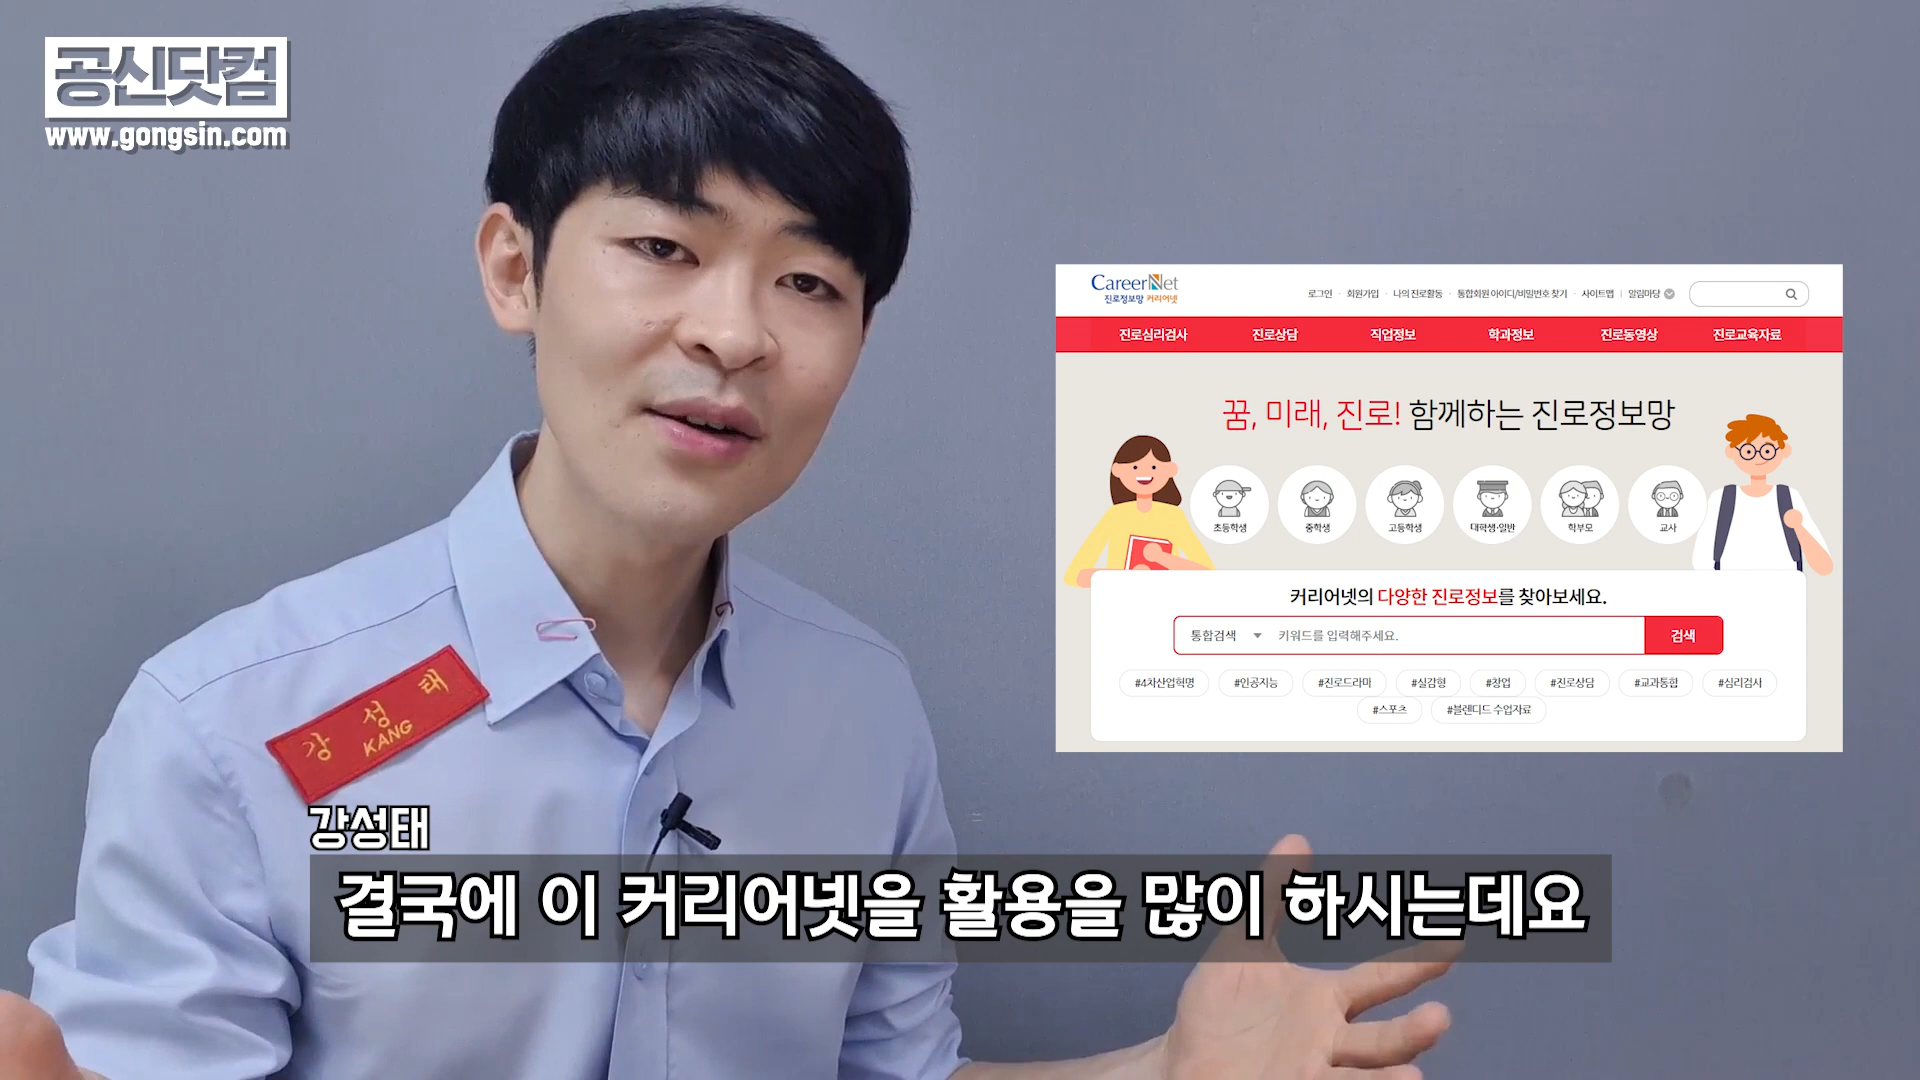 공신닷컴
www.gongsin.com
CareerNet
진로정보망 커리어넷
로그인 · 회원가입 · 나의 진로활동 · 통합회원 아이디/비밀번호 찾기 · 사이트맵 | 알림마당
진로심리검사 진로상담 직업정보 학과정보 진로동영상 진로교육자료
꿈, 미래, 진로! 함께하는 진로정보망
초등학생 중학생 고등학생 대학생·일반 학부모 교사
커리어넷의 다양한 진로정보를 찾아보세요.
통합검색 키워드를 입력해주세요. 검색
#4차산업혁명 #인공지능 #진로드라마 #실감형 #창업 #진로상담 #교과통합 #심리검사
#스포츠 #블렌디드 수업자료
강 성 태
KANG
강성태
결국에 이 커리어넷을 활용을 많이 하시는데요